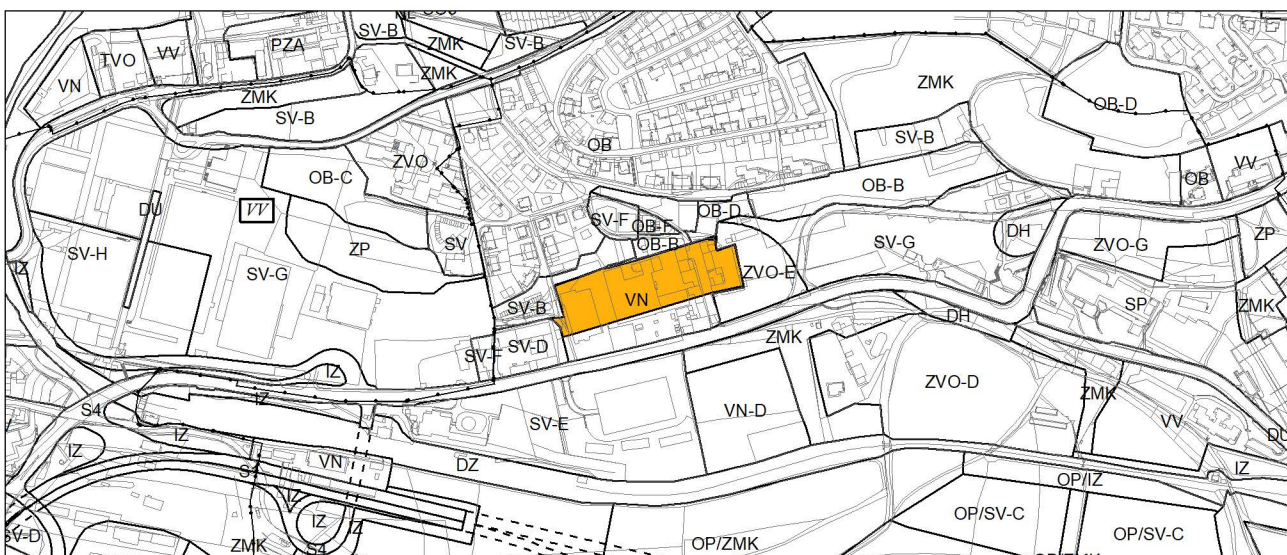 SV-B
ZMK
SV-B
TVO
VV
PZA
VN
ZMK
ZMK
ZMK
OB-D
SV-B
SV-B
OB
ZVO
OB-C
VV
OB
OB-B
DU
VV
SV-F
OB-F
OB-D
SV
ZP
OB-B
SV-G
DH
ZVO-G
ZP
SV-H
IZ
SV-G
ZVO-E
VN
SV-B
DH
SP
ZMK
ZMK
SV-F
SV-D
IZ
ZVO-D
ZMK
IZ
S4
VN-D
SV-E
VV
IZ
IZ
DU
VN
DZ
IZ
S4
OP/IZ
IZ
IZ
IZ
OP/SV-C
OP/SV-C
SV-D
ZMK
S4
OP/ZMK